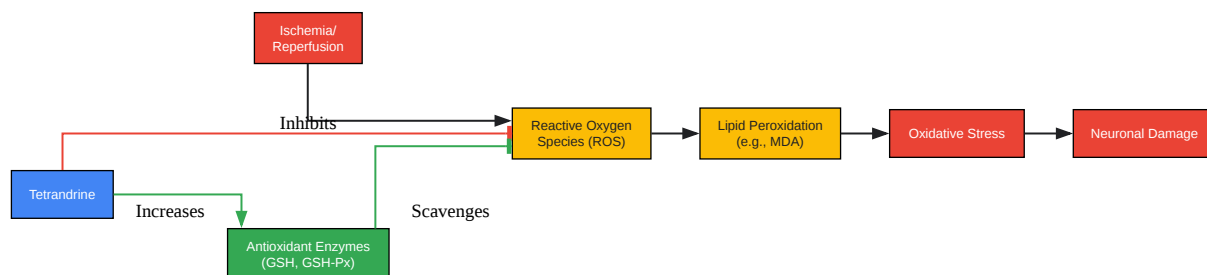 Ischemia/
Reperfusion
Inhibits
Reactive Oxygen
Species (ROS)
Lipid Peroxidation
(e.g., MDA)
Oxidative Stress
Neuronal Damage
Tetrandrine
Increases
Scavenges
Antioxidant Enzymes
(GSH, GSH-Px)